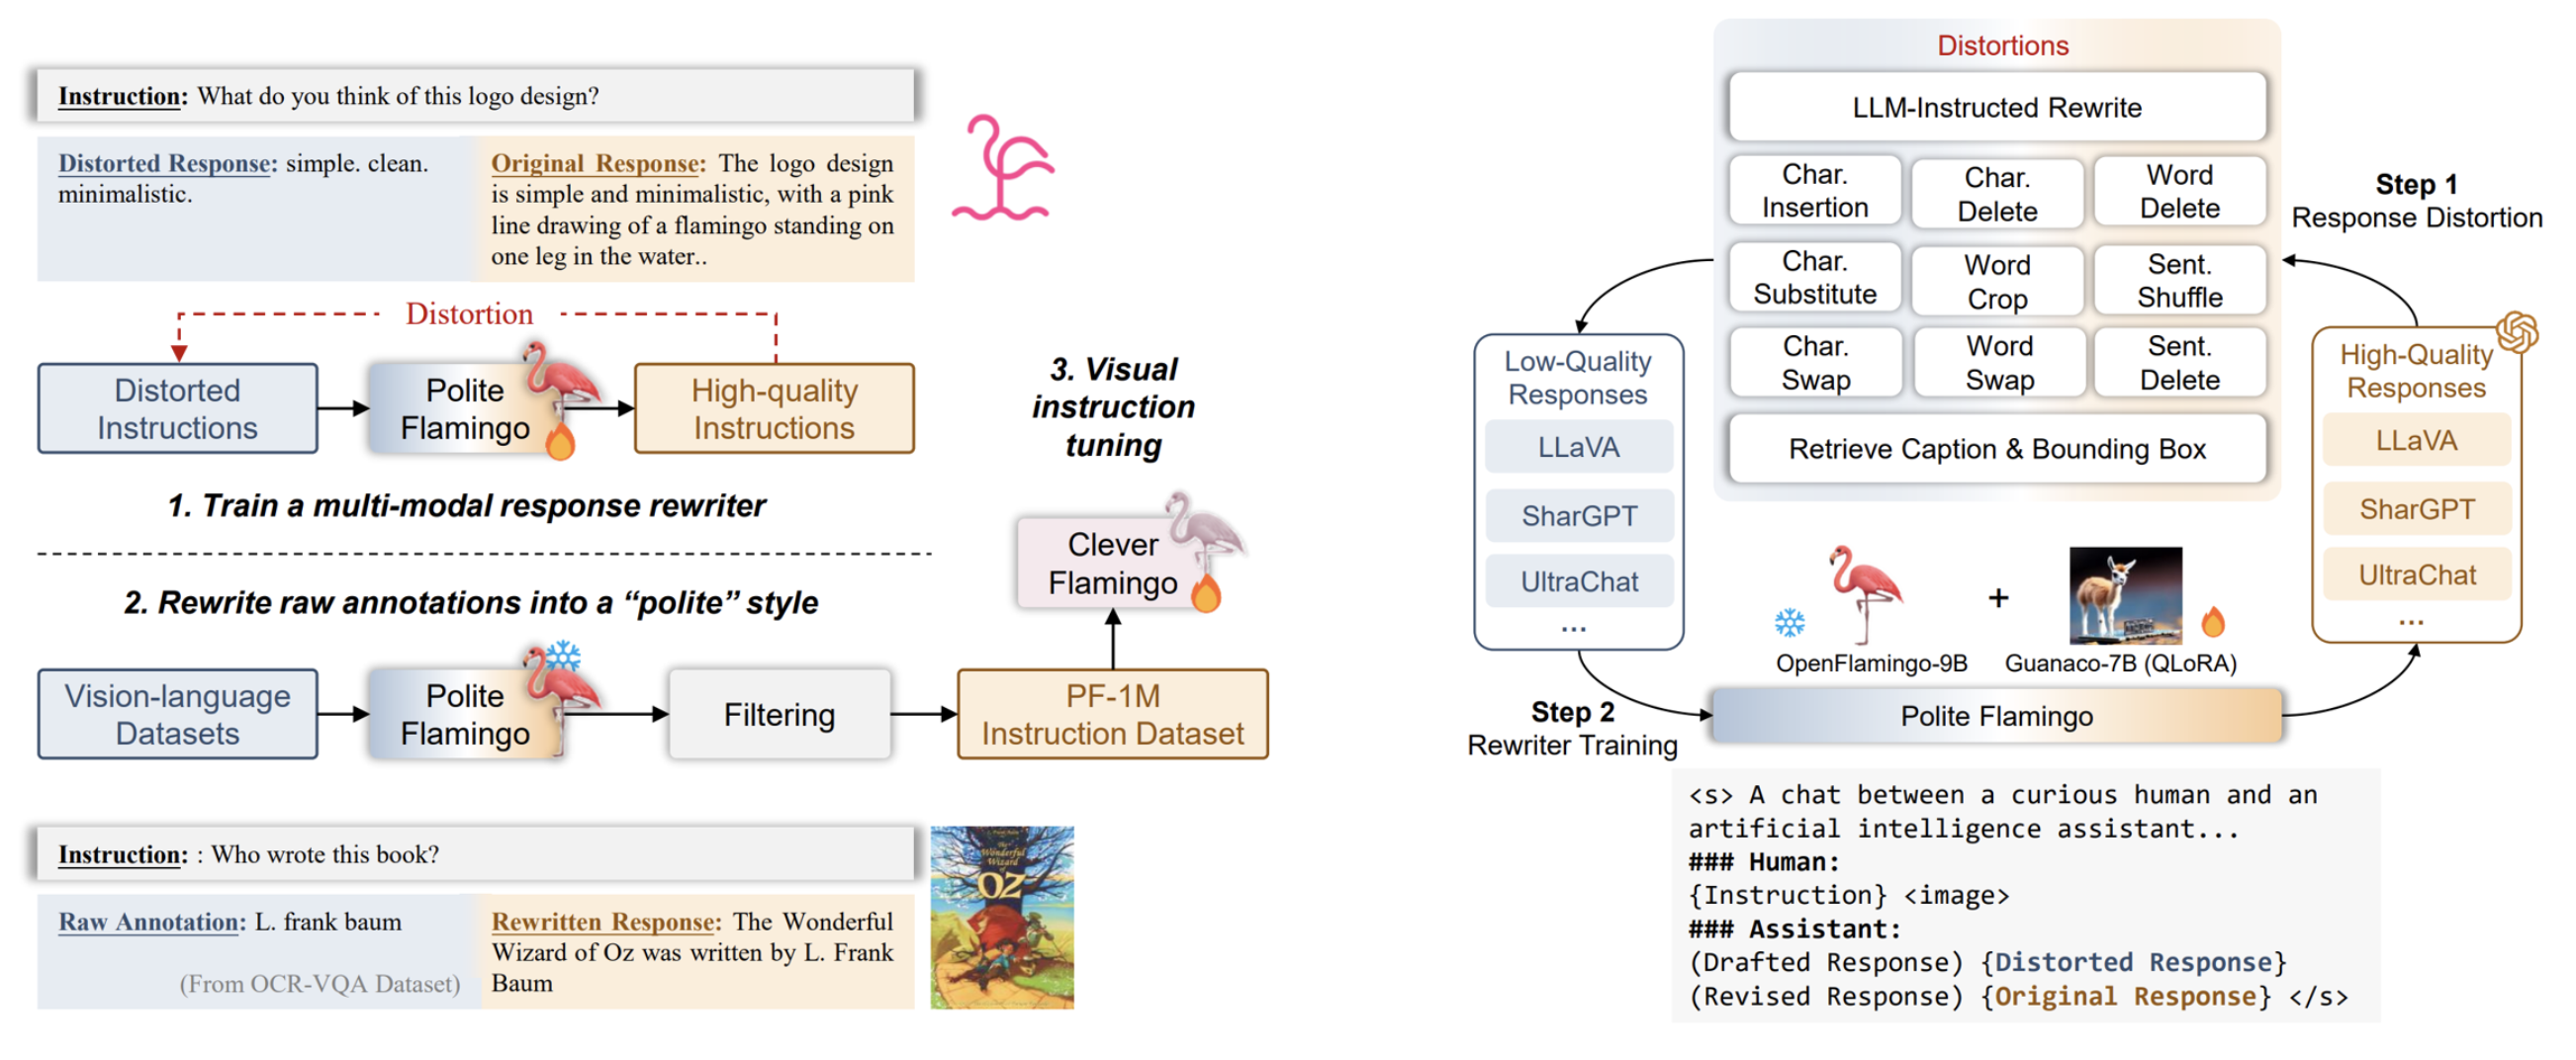 Instruction: What do you think of this logo design?
Distorted Response: simple. clean.
minimalistic.
Original Response: The logo design
is simple and minimalistic, with a pink
line drawing of a flamingo standing on
one leg in the water..
Distortion
Distorted
Instructions
Polite
Flamingo
High-quality
Instructions
1. Train a multi-modal response rewriter
2. Rewrite raw annotations into a “polite” style
Vision-language
Datasets
Polite
Flamingo
Filtering
PF-1M
Instruction Dataset
3. Visual
instruction
tuning
Clever
Flamingo
Instruction: : Who wrote this book?
Raw Annotation: L. frank baum
(From OCR-VQA Dataset)
Rewritten Response: The Wonderful
Wizard of Oz was written by L. Frank
Baum
The
Wonderful
Wizard
of
OZ
Distortions
LLM-Instructed Rewrite
Char.
Insertion
Char.
Delete
Word
Delete
Char.
Substitute
Word
Crop
Sent.
Shuffle
Char.
Swap
Word
Swap
Sent.
Delete
Retrieve Caption & Bounding Box
Step 1
Response Distortion
Low-Quality
Responses
LLaVA
SharGPT
UltraChat
...
High-Quality
Responses
LLaVA
SharGPT
UltraChat
...
OpenFlamingo-9B
+
Guanaco-7B (QLoRA)
Step 2
Rewriter Training
Polite Flamingo
<s> A chat between a curious human and an
artificial intelligence assistant...
### Human:
{Instruction} <image>
### Assistant:
(Drafted Response) {Distorted Response}
(Revised Response) {Original Response} </s>